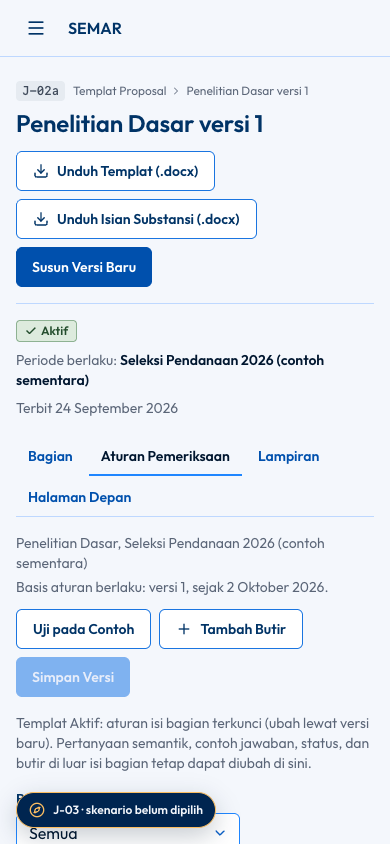 SEMAR
J-02a Templat Proposal > Penelitian Dasar versi 1
Penelitian Dasar versi 1
Unduh Templat (.docx)
Unduh Isian Substansi (.docx)
Susun Versi Baru
Aktif
Periode berlaku: Seleksi Pendanaan 2026 (contoh
sementara)
Terbit 24 September 2026
Bagian Aturan Pemeriksaan Lampiran
Halaman Depan
Penelitian Dasar, Seleksi Pendanaan 2026 (contoh
sementara)
Basis aturan berlaku: versi 1, sejak 2 Oktober 2026.
Uji pada Contoh + Tambah Butir
Simpan Versi
Templat Aktif: aturan isi bagian terkunci (ubah lewat versi
baru). Pertanyaan semantik, contoh jawaban, status, dan
butir di luar isi bagian tetap dapat diubah di sini.
J-03 · skenario belum dipilih
Semua